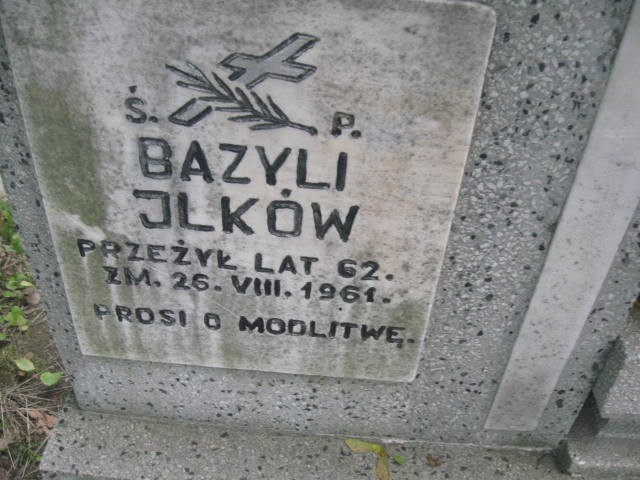 Ś. P.
BAZYLI
JLKÓW
PRZEŻYŁ LAT 62.
ZM. 26. VIII. 1961.
PROSI O MODLITWĘ.